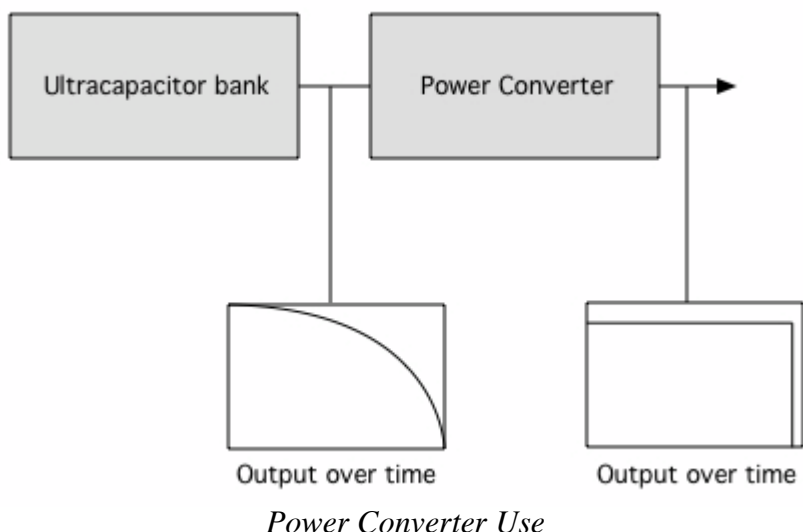 Ultracapacitor bank
Power Converter
Output over time
Output over time
Power Converter Use